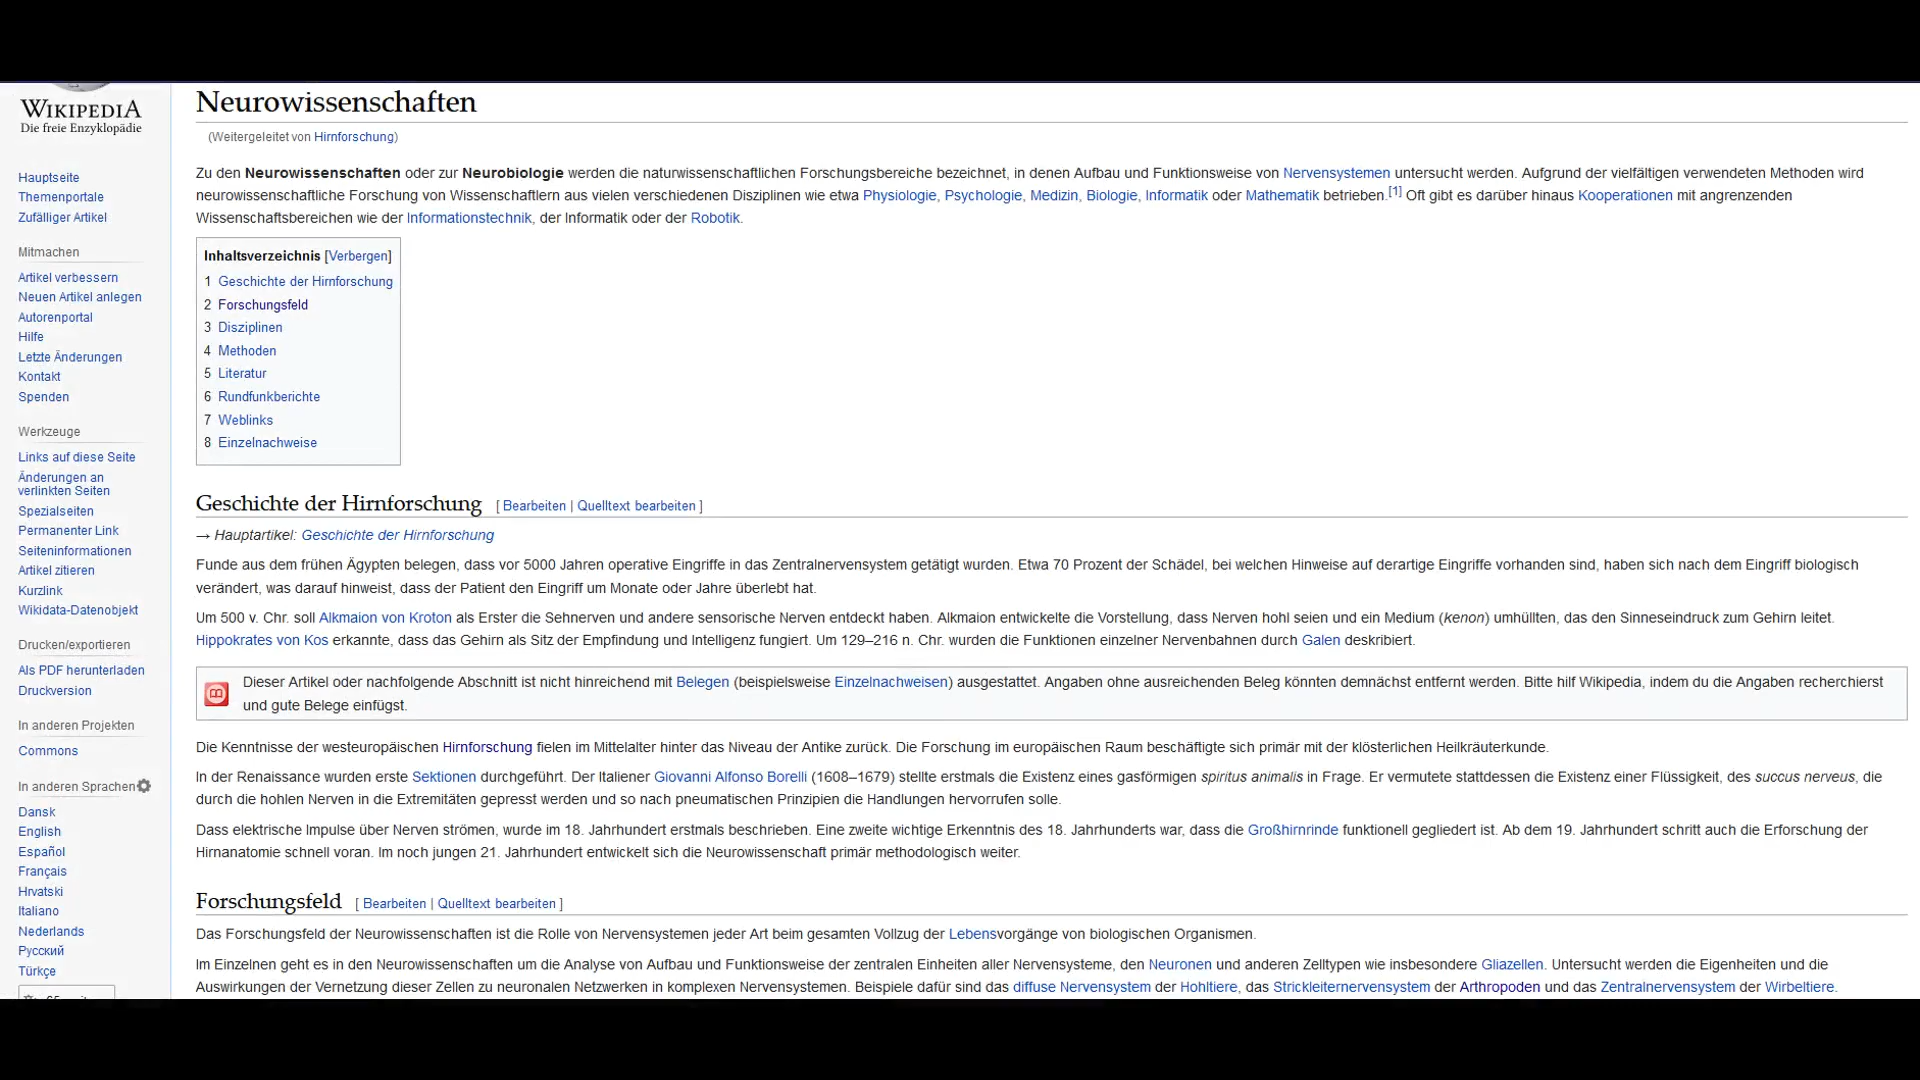 WIKIPEDIA
Die freie Enzyklopädie
Hauptseite
Themenportale
Zufälliger Artikel
Mitmachen
Artikel verbessern
Neuen Artikel anlegen
Autorenportal
Hilfe
Letzte Änderungen
Kontakt
Spenden
Werkzeuge
Links auf diese Seite
Änderungen an
verlinkten Seiten
Spezialseiten
Permanenter Link
Seiteninformationen
Artikel zitieren
Kurzlink
Wikidata-Datenobjekt
Drucken/exportieren
Als PDF herunterladen
Druckversion
In anderen Projekten
Commons
In anderen Sprachen
Dansk
English
Español
Français
Hrvatski
Italiano
Nederlands
Русский
Türkçe
Neurowissenschaften
(Weitergeleitet von Hirnforschung)
Zu den Neurowissenschaften oder zur Neurobiologie werden die naturwissenschaftlichen Forschungsbereiche bezeichnet, in denen Aufbau und Funktionsweise von Nervensystemen untersucht werden. Aufgrund der vielfältigen verwendeten Methoden wird
neurowissenschaftliche Forschung von Wissenschaftlern aus vielen verschiedenen Disziplinen wie etwa Physiologie, Psychologie, Medizin, Biologie, Informatik oder Mathematik betrieben.[1] Oft gibt es darüber hinaus Kooperationen mit angrenzenden
Wissenschaftsbereichen wie der Informationstechnik, der Informatik oder der Robotik.
Inhaltsverzeichnis [Verbergen]
1 Geschichte der Hirnforschung
2 Forschungsfeld
3 Disziplinen
4 Methoden
5 Literatur
6 Rundfunkberichte
7 Weblinks
8 Einzelnachweise
Geschichte der Hirnforschung [ Bearbeiten | Quelltext bearbeiten ]
→ Hauptartikel: Geschichte der Hirnforschung
Funde aus dem frühen Ägypten belegen, dass vor 5000 Jahren operative Eingriffe in das Zentralnervensystem getätigt wurden. Etwa 70 Prozent der Schädel, bei welchen Hinweise auf derartige Eingriffe vorhanden sind, haben sich nach dem Eingriff biologisch
verändert, was darauf hinweist, dass der Patient den Eingriff um Monate oder Jahre überlebt hat.
Um 500 v. Chr. soll Alkmaion von Kroton als Erster die Sehnerven und andere sensorische Nerven entdeckt haben. Alkmaion entwickelte die Vorstellung, dass Nerven hohl seien und ein Medium (kenon) umhüllten, das den Sinneseindruck zum Gehirn leitet.
Hippokrates von Kos erkannte, dass das Gehirn als Sitz der Empfindung und Intelligenz fungiert. Um 129–216 n. Chr. wurden die Funktionen einzelner Nervenbahnen durch Galen deskribiert.
Dieser Artikel oder nachfolgende Abschnitt ist nicht hinreichend mit Belegen (beispielsweise Einzelnachweisen) ausgestattet. Angaben ohne ausreichenden Beleg könnten demnächst entfernt werden. Bitte hilf Wikipedia, indem du die Angaben recherchierst
und gute Belege einfügst.
Die Kenntnisse der westeuropäischen Hirnforschung fielen im Mittelalter hinter das Niveau der Antike zurück. Die Forschung im europäischen Raum beschäftigte sich primär mit der klösterlichen Heilkräuterkunde.
In der Renaissance wurden erste Sektionen durchgeführt. Der Italiener Giovanni Alfonso Borelli (1608–1679) stellte erstmals die Existenz eines gasförmigen spiritus animalis in Frage. Er vermutete stattdessen die Existenz einer Flüssigkeit, des succus nerveus, die
durch die hohlen Nerven in die Extremitäten gepresst werden und so nach pneumatischen Prinzipien die Handlungen hervorrufen solle.
Dass elektrische Impulse über Nerven strömen, wurde im 18. Jahrhundert erstmals beschrieben. Eine zweite wichtige Erkenntnis des 18. Jahrhunderts war, dass die Großhirnrinde funktionell gegliedert ist. Ab dem 19. Jahrhundert schritt auch die Erforschung der
Hirnanatomie schnell voran. Im noch jungen 21. Jahrhundert entwickelt sich die Neurowissenschaft primär methodologisch weiter.
Forschungsfeld [ Bearbeiten | Quelltext bearbeiten ]
Das Forschungsfeld der Neurowissenschaften ist die Rolle von Nervensystemen jeder Art beim gesamten Vollzug der Lebensvorgänge von biologischen Organismen.
Im Einzelnen geht es in den Neurowissenschaften um die Analyse von Aufbau und Funktionsweise der zentralen Einheiten aller Nervensysteme, den Neuronen und anderen Zelltypen wie insbesondere Gliazellen. Untersucht werden die Eigenheiten und die
Auswirkungen der Vernetzung dieser Zellen zu neuronalen Netzwerken in komplexen Nervensystemen. Beispiele dafür sind das diffuse Nervensystem der Hohltiere, das Strickleiternervensystem der Arthropoden und das Zentralnervensystem der Wirbeltiere.